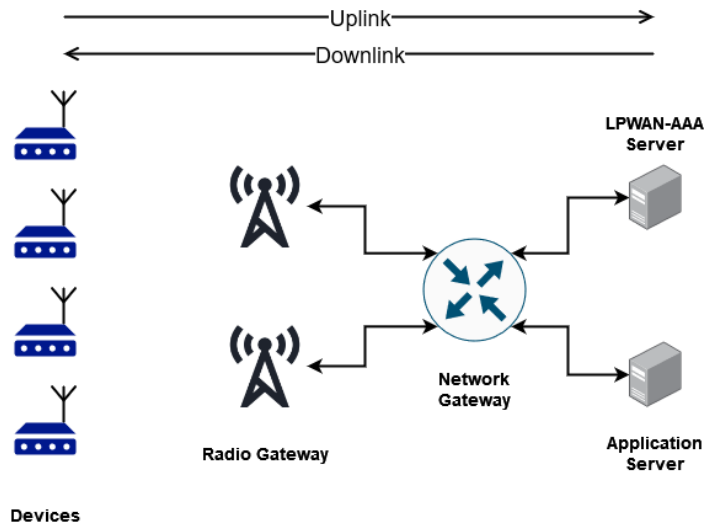 Uplink
Downlink
LPWAN-AAA
Server
Network
Gateway
Radio Gateway
Application
Server
Devices